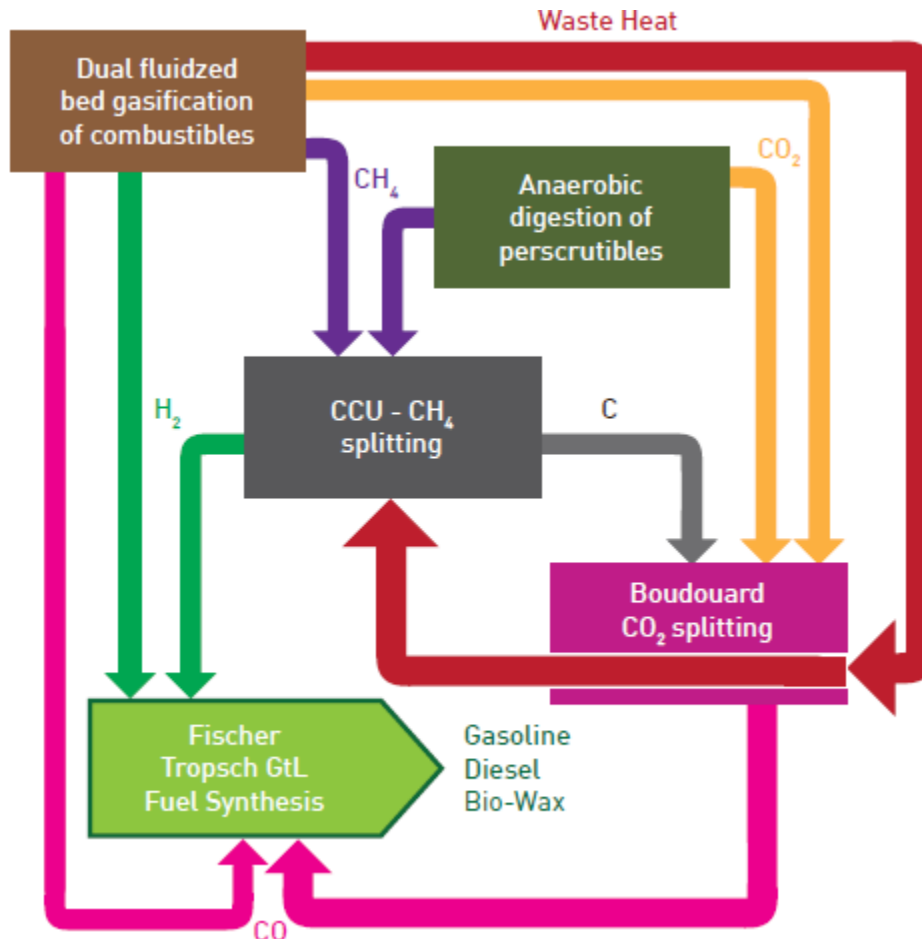 Waste Heat
Dual fluidzed
bed gasification
of combustibles
CO₂
CH₄
Anaerobic
digestion of
perscrutibles
H₂
CCU - CH₄
splitting
C
Boudouard
CO₂ splitting
Fischer
Tropsch GtL
Fuel Synthesis
Gasoline
Diesel
Bio-Wax
CO